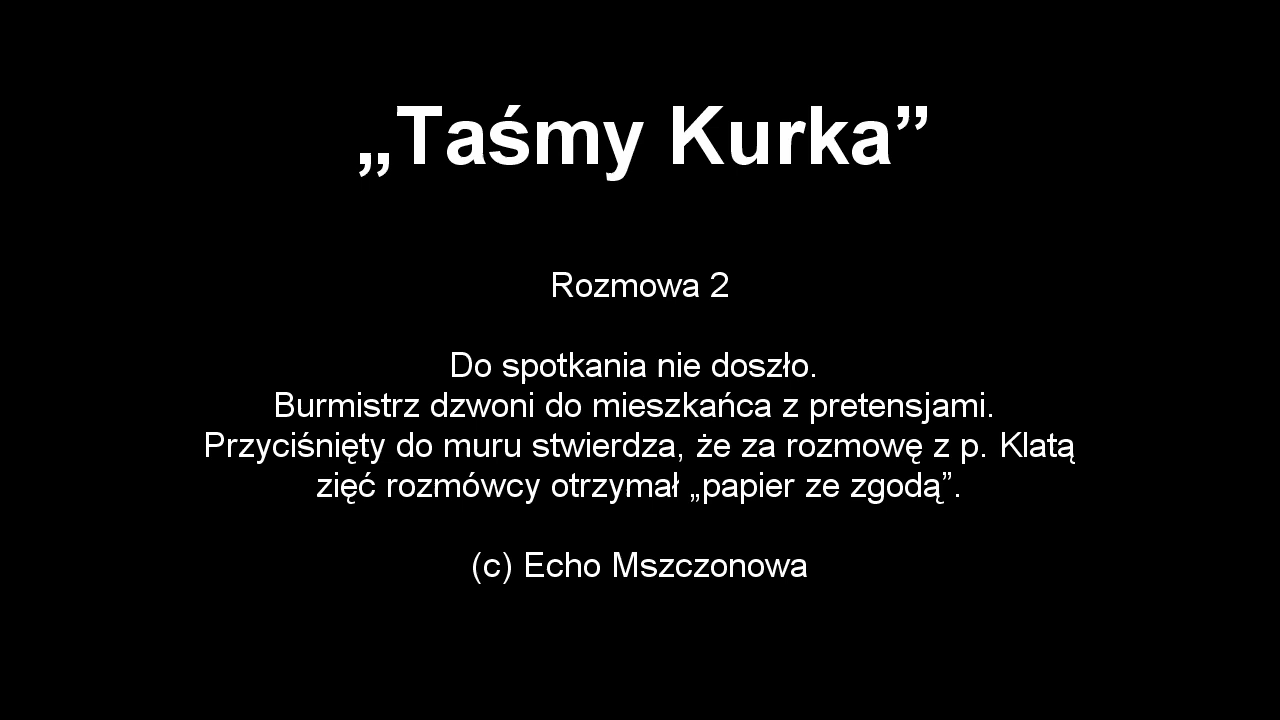 „Taśmy Kurka”
Rozmowa 2
Do spotkania nie doszło.
Burmistrz dzwoni do mieszkańca z pretensjami.
Przyciśnięty do muru stwierdza, że za rozmowę z p. Klatą
zięć rozmówcy otrzymał „papier ze zgodą”.
(c) Echo Mszczonowa